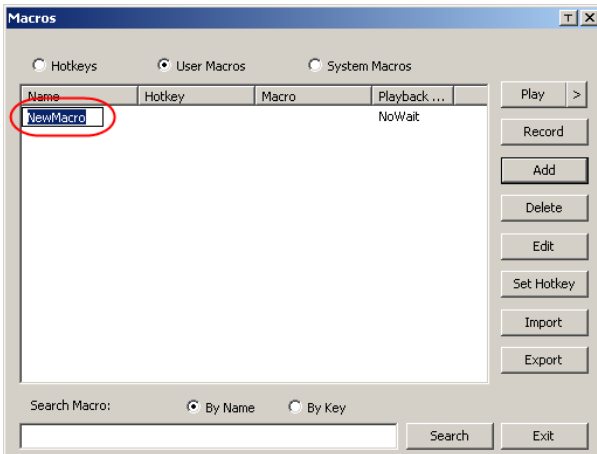 Macros
T X
Hotkeys User Macros System Macros
Name Hotkey Macro Playback ...
NewMacro NoWait
Play >
Record
Add
Delete
Edit
Set Hotkey
Import
Export
Search Macro: By Name By Key
Search Exit